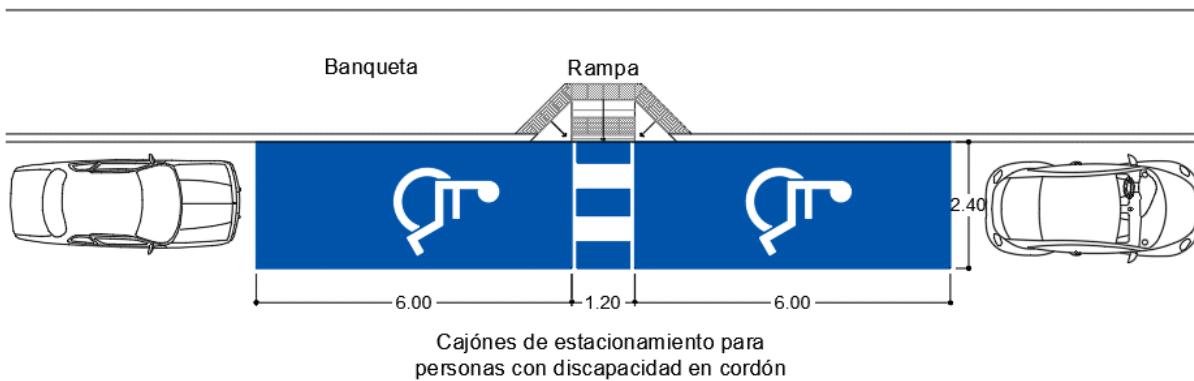 Banqueta
Rampa
2.40
6.00
1.20
6.00
Cajónes de estacionamiento para
personas con discapacidad en cordón